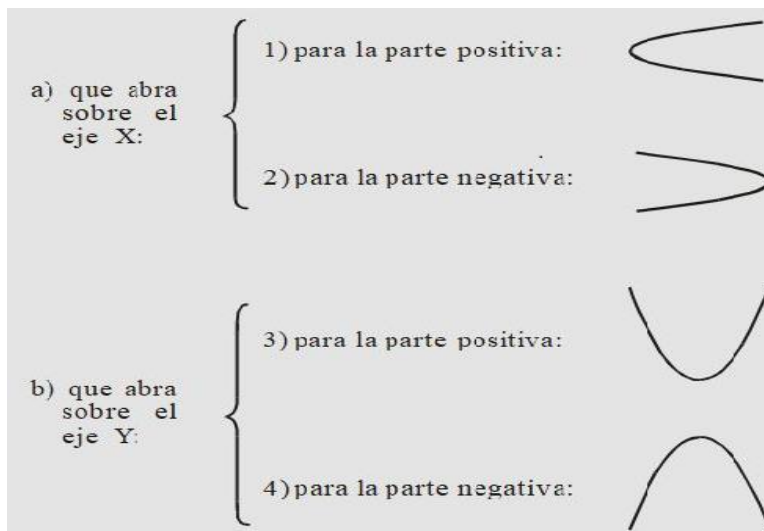 1) para la parte positiva:
a) que abra
sobre el
eje X:
2) para la parte negativa:
3) para la parte positiva:
b) que abra
sobre el
eje Y:
4) para la parte negativa: